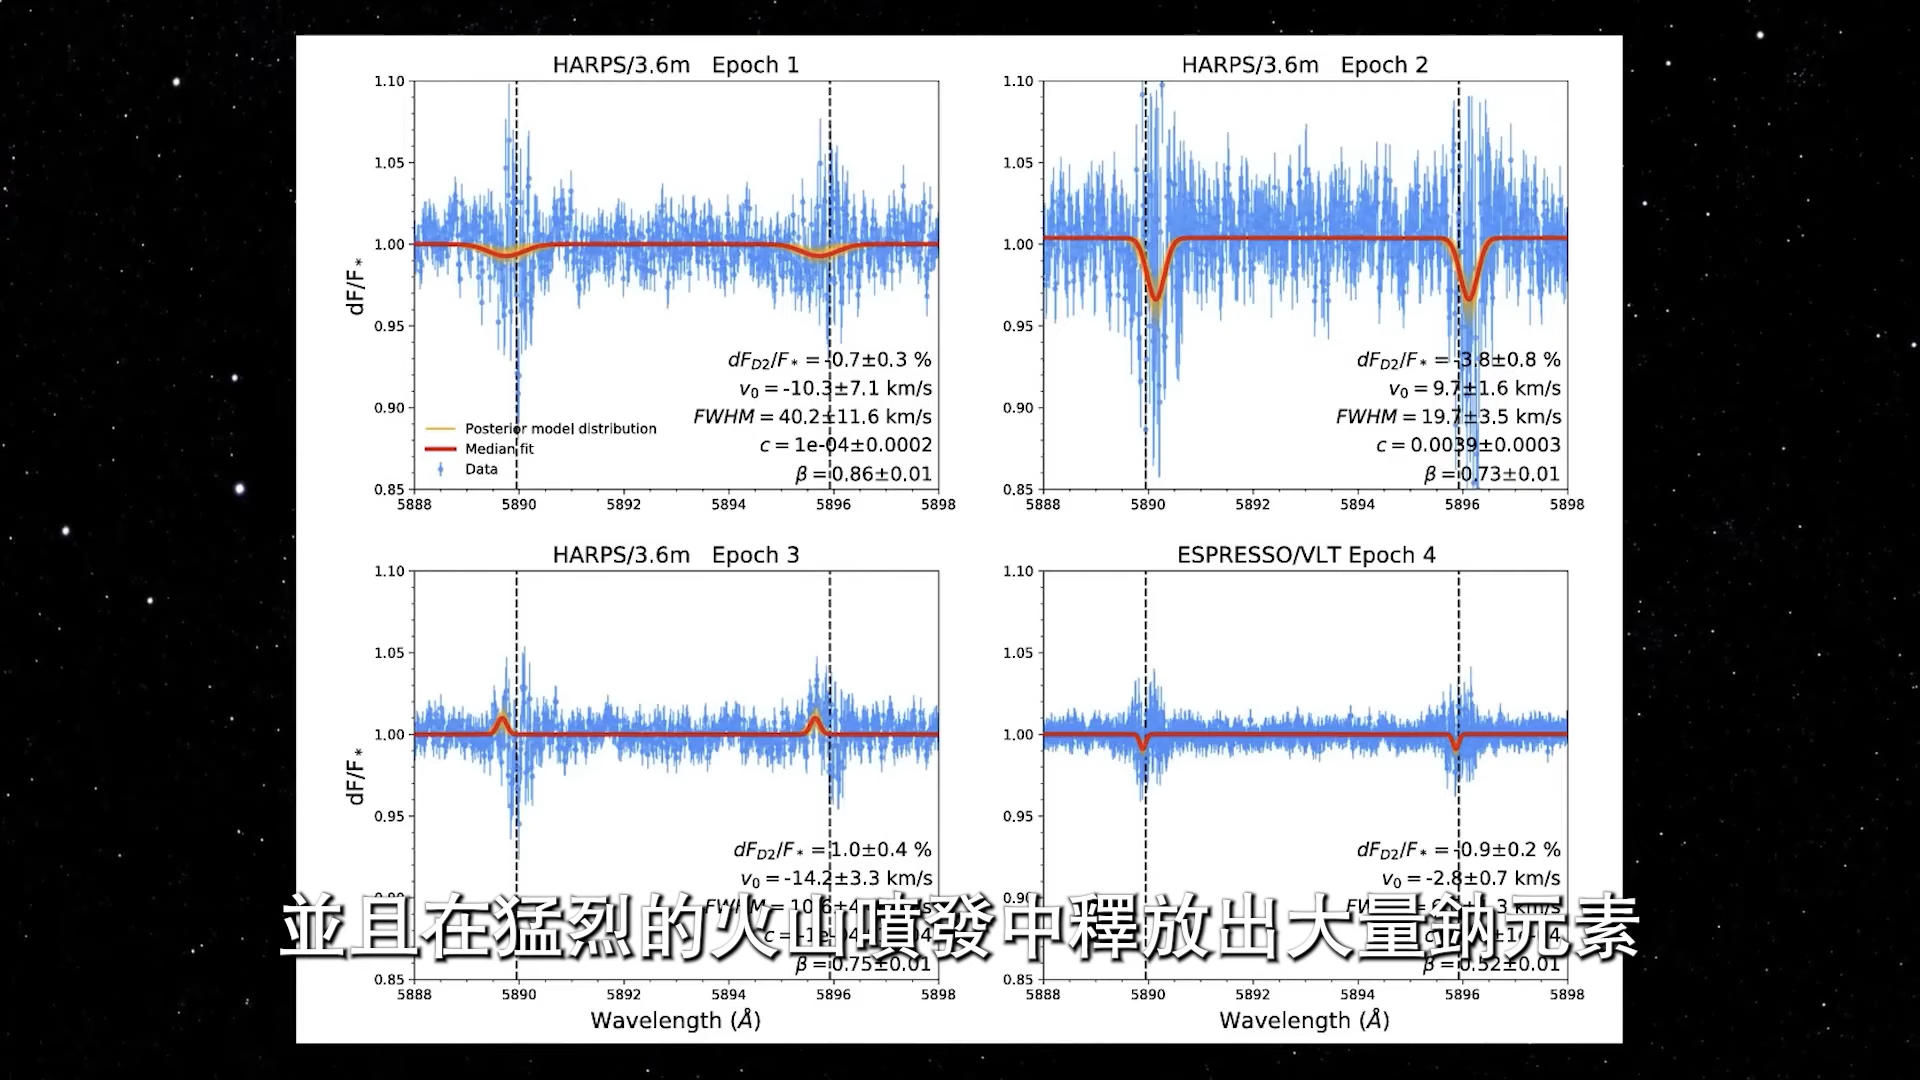 HARPS/3.6m Epoch 1
1.10
1.05
1.00
0.95
0.90
0.85
dF/F*
dF_D2/F* = -0.7±0.3 %
v0 = -10.3±7.1 km/s
FWHM = 40.2±11.6 km/s
c = 1e-04±0.0002
β = 0.86±0.01
Posterior model distribution
Median fit
Data
5888 5890 5892 5894 5896 5898
HARPS/3.6m Epoch 2
1.10
1.05
1.00
0.95
0.90
0.85
dF_D2/F* = -3.8±0.8 %
v0 = 9.7±1.6 km/s
FWHM = 19.7±3.5 km/s
c = 0.0039±0.0003
β = 0.73±0.01
5888 5890 5892 5894 5896 5898
HARPS/3.6m Epoch 3
1.10
1.05
1.00
0.95
0.85
dF/F*
dF_D2/F* = 1.0±0.4 %
v0 = -14.2±3.3 km/s
β = 0.75±0.01
5888 5890 5892 5894 5896 5898
Wavelength (Å)
ESPRESSO/VLT Epoch 4
1.10
1.05
1.00
0.95
0.85
dF_D2/F* = -0.9±0.2 %
v0 = -2.8±0.7 km/s
β = 0.52±0.01
5888 5890 5892 5894 5896 5898
Wavelength (Å)
並且在猛烈的火山噴發中釋放出大量鈉元素